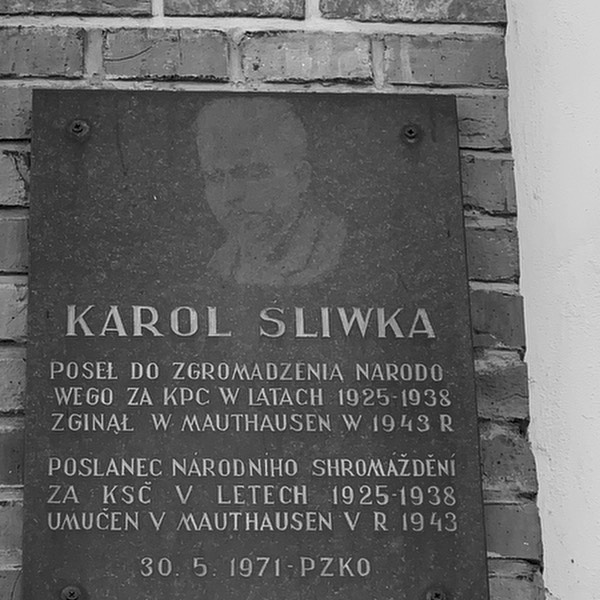 KAROL ŚLIWKA
POSEŁ DO ZGROMADZENIA NARODO
WEGO ZA KPC W LATACH 1925-1938
ZGINĄŁ W MAUTHAUSEN W 1943 R
POSLANEC NÁRODNÍHO SHROMÁŽDĚNÍ
ZA KSČ V LETECH 1925-1938
UMUČEN V MAUTHAUSEN V R 1943
30. 5. 1971-PZKO